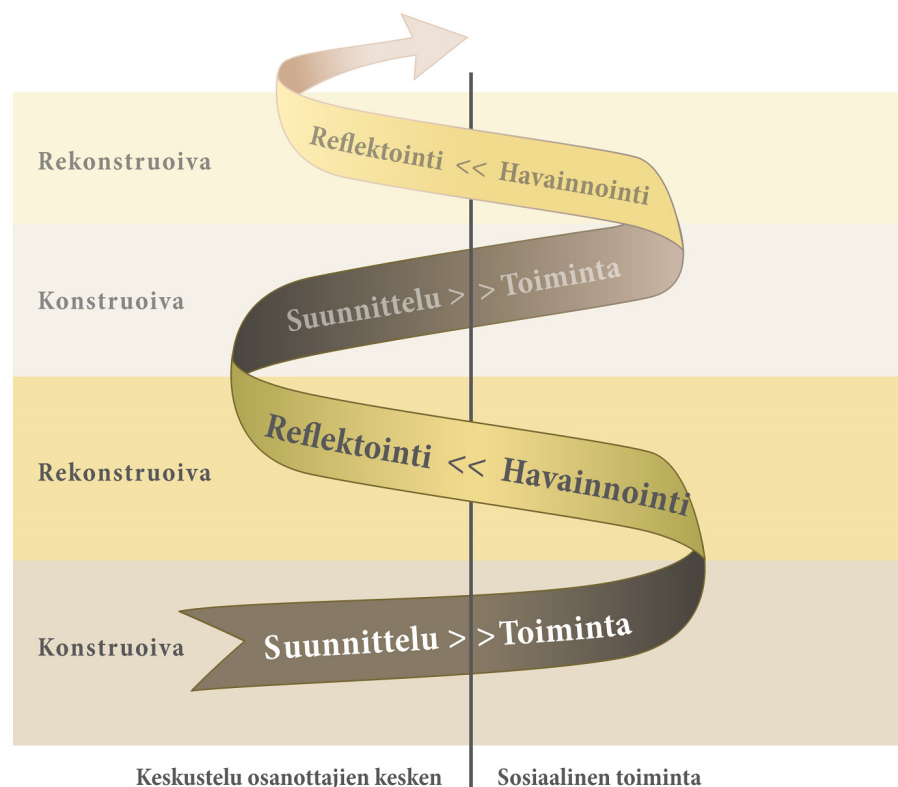 Rekonstruoiva
Reflektointi << Havainnointi
Konstruoiva
Suunnittelu > > Toiminta
Rekonstruoiva
Reflektointi << Havainnointi
Konstruoiva
Suunnittelu > > Toiminta
Keskustelu osanottajien kesken
Sosiaalinen toiminta